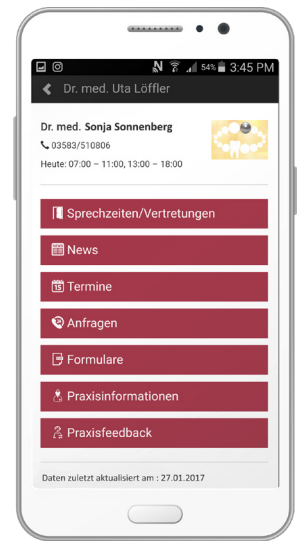 54% 3:45 PM
Dr. med. Uta Löffler
Dr. med. Sonja Sonnenberg
03583/510806
Heute: 07:00 – 11:00, 13:00 – 18:00
Sprechzeiten/Vertretungen
News
15 Termine
Anfragen
Formulare
Praxisinformationen
Praxisfeedback
Daten zuletzt aktualisiert am : 27.01.2017